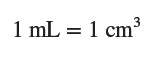 1 mL = 1 cm³